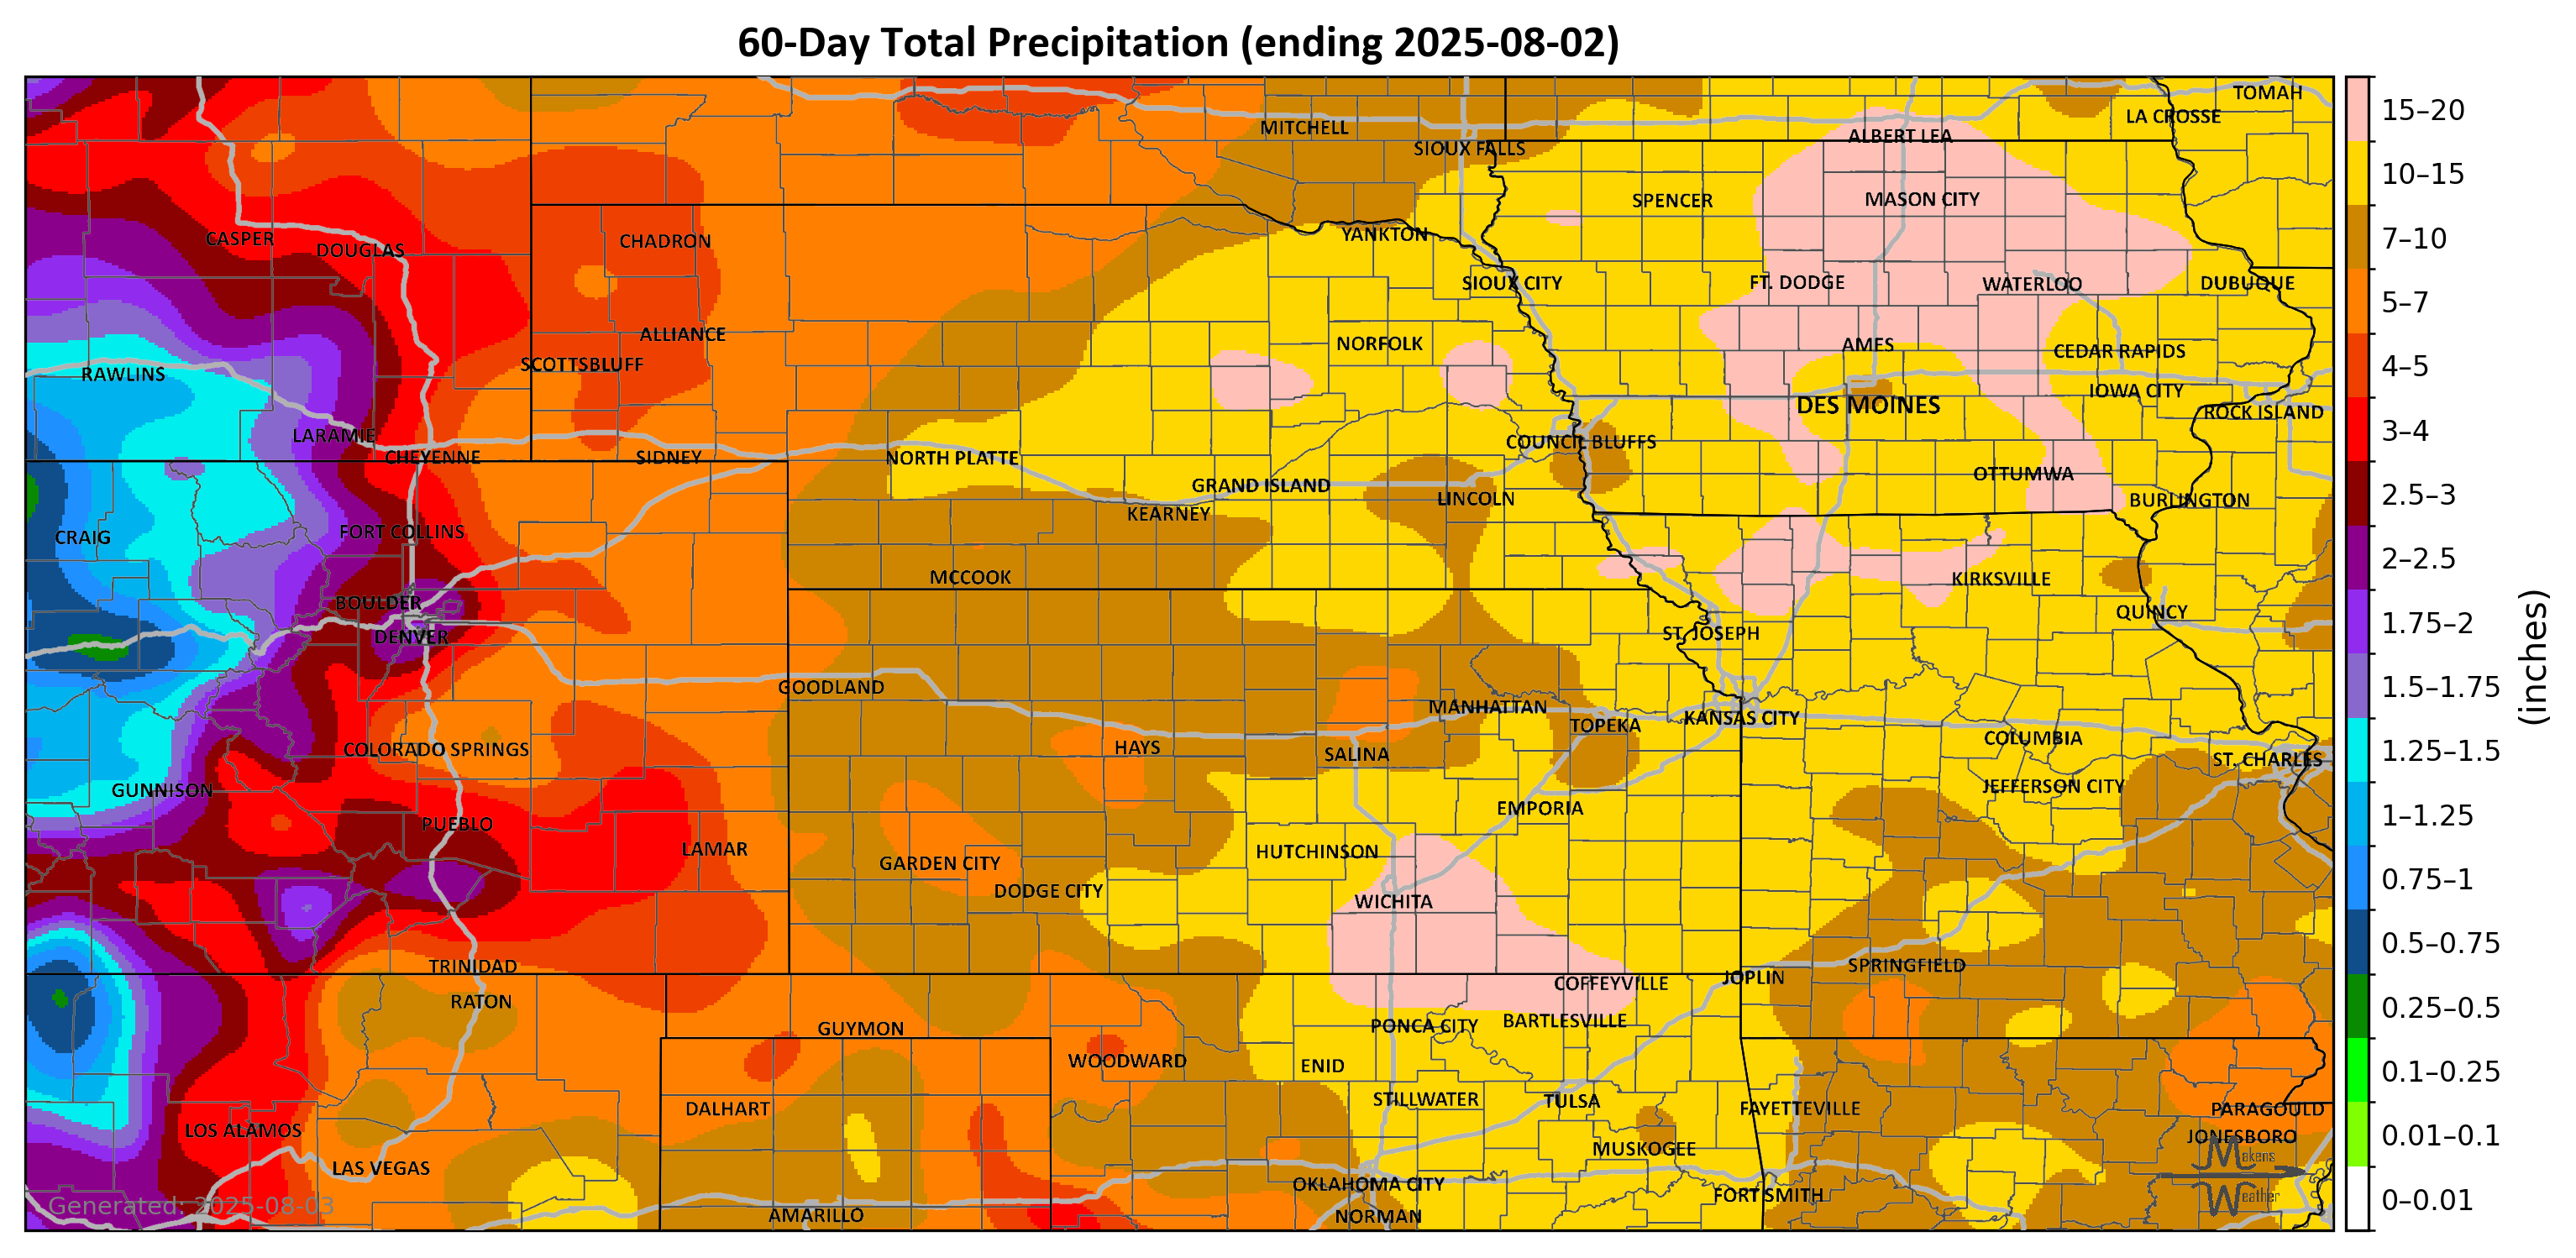 60-Day Total Precipitation (ending 2025-08-02)
TOMAH
LA CROSSE
MITCHELL
ALBERT LEA
SIOUX FALLS
SPENCER
MASON CITY
CASPER
DOUGLAS
CHADRON
YANKTON
SIOUX CITY
FT. DODGE
WATERLOO
DUBUQUE
ALLIANCE
NORFOLK
AMES
CEDAR RAPIDS
SCOTTSBLUFF
RAWLINS
IOWA CITY
DES MOINES
ROCK ISLAND
LARAMIE
COUNCIL BLUFFS
CHEYENNE
SIDNEY
NORTH PLATTE
OTTUMWA
GRAND ISLAND
LINCOLN
BURLINGTON
KEARNEY
FORT COLLINS
CRAIG
MCCOOK
KIRKSVILLE
BOULDER
QUINCY
DENVER
ST. JOSEPH
GOODLAND
MANHATTAN
TOPEKA
KANSAS CITY
COLUMBIA
COLORADO SPRINGS
HAYS
SALINA
ST. CHARLES
GUNNISON
JEFFERSON CITY
EMPORIA
PUEBLO
LAMAR
HUTCHINSON
GARDEN CITY
DODGE CITY
WICHITA
TRINIDAD
SPRINGFIELD
JOPLIN
COFFEYVILLE
RATON
BARTLESVILLE
PONCA CITY
GUYMON
WOODWARD
ENID
STILLWATER
TULSA
DALHART
FAYETTEVILLE
PARAGOULD
LOS ALAMOS
JONESBORO
MUSKOGEE
LAS VEGAS
OKLAHOMA CITY
FORT SMITH
AMARILLO
NORMAN
Generated: 2025-08-03
Makens
Weather
15–20
10–15
7–10
5–7
4–5
3–4
2.5–3
2–2.5
1.75–2
1.5–1.75
1.25–1.5
1–1.25
0.75–1
0.5–0.75
0.25–0.5
0.1–0.25
0.01–0.1
0–0.01
(inches)